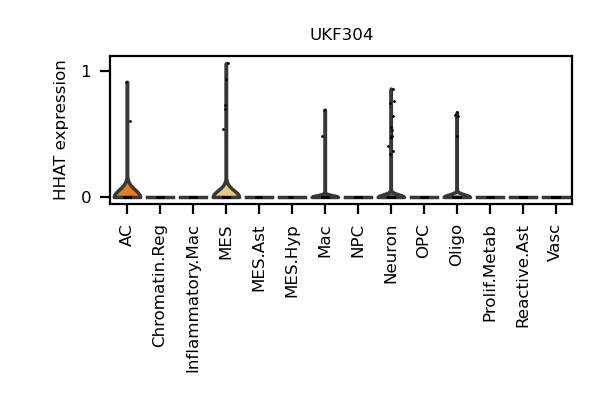 UKF304
HHAT expression
1
0
AC
Chromatin.Reg
Inflammatory.Mac
MES
MES.Ast
MES.Hyp
Mac
NPC
Neuron
OPC
Oligo
Prolif.Metab
Reactive.Ast
Vasc